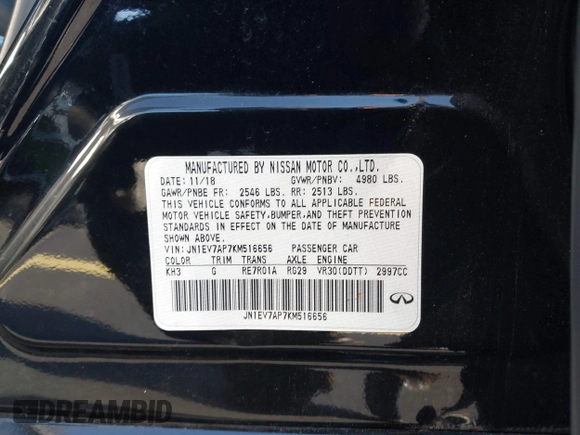 MANUFACTURED BY NISSAN MOTOR CO.,LTD.
DATE: 11/18 GVWR/PNBV: 4980 LBS.
GAWR/PNBE FR: 2546 LBS. RR: 2513 LBS.
THIS VEHICLE CONFORMS TO ALL APPLICABLE FEDERAL
MOTOR VEHICLE SAFETY,BUMPER,AND THEFT PREVENTION
STANDARDS IN EFFECT ON THE DATE OF MANUFACTURE
SHOWN ABOVE.
VIN: JN1EV7AP7KM516656 PASSENGER CAR
COLOR TRIM TRANS AXLE ENGINE
KH3 G RE7R01A RG29 VR30(DDTT) 2997CC
JN1EV7AP7KM516656
DREAMBID